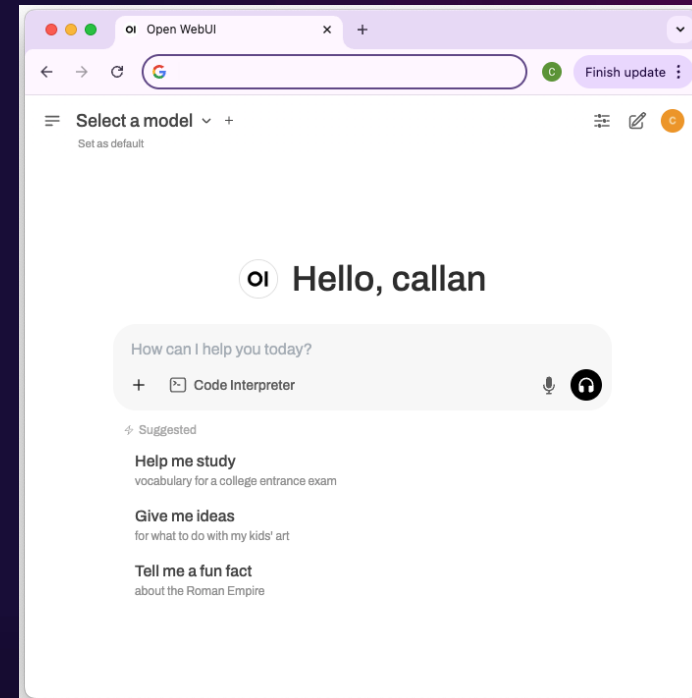 OI Open WebUI
C Finish update
Select a model
Set as default
C
OI Hello, callan
How can I help you today?
Code Interpreter
Suggested
Help me study
vocabulary for a college entrance exam
Give me ideas
for what to do with my kids' art
Tell me a fun fact
about the Roman Empire